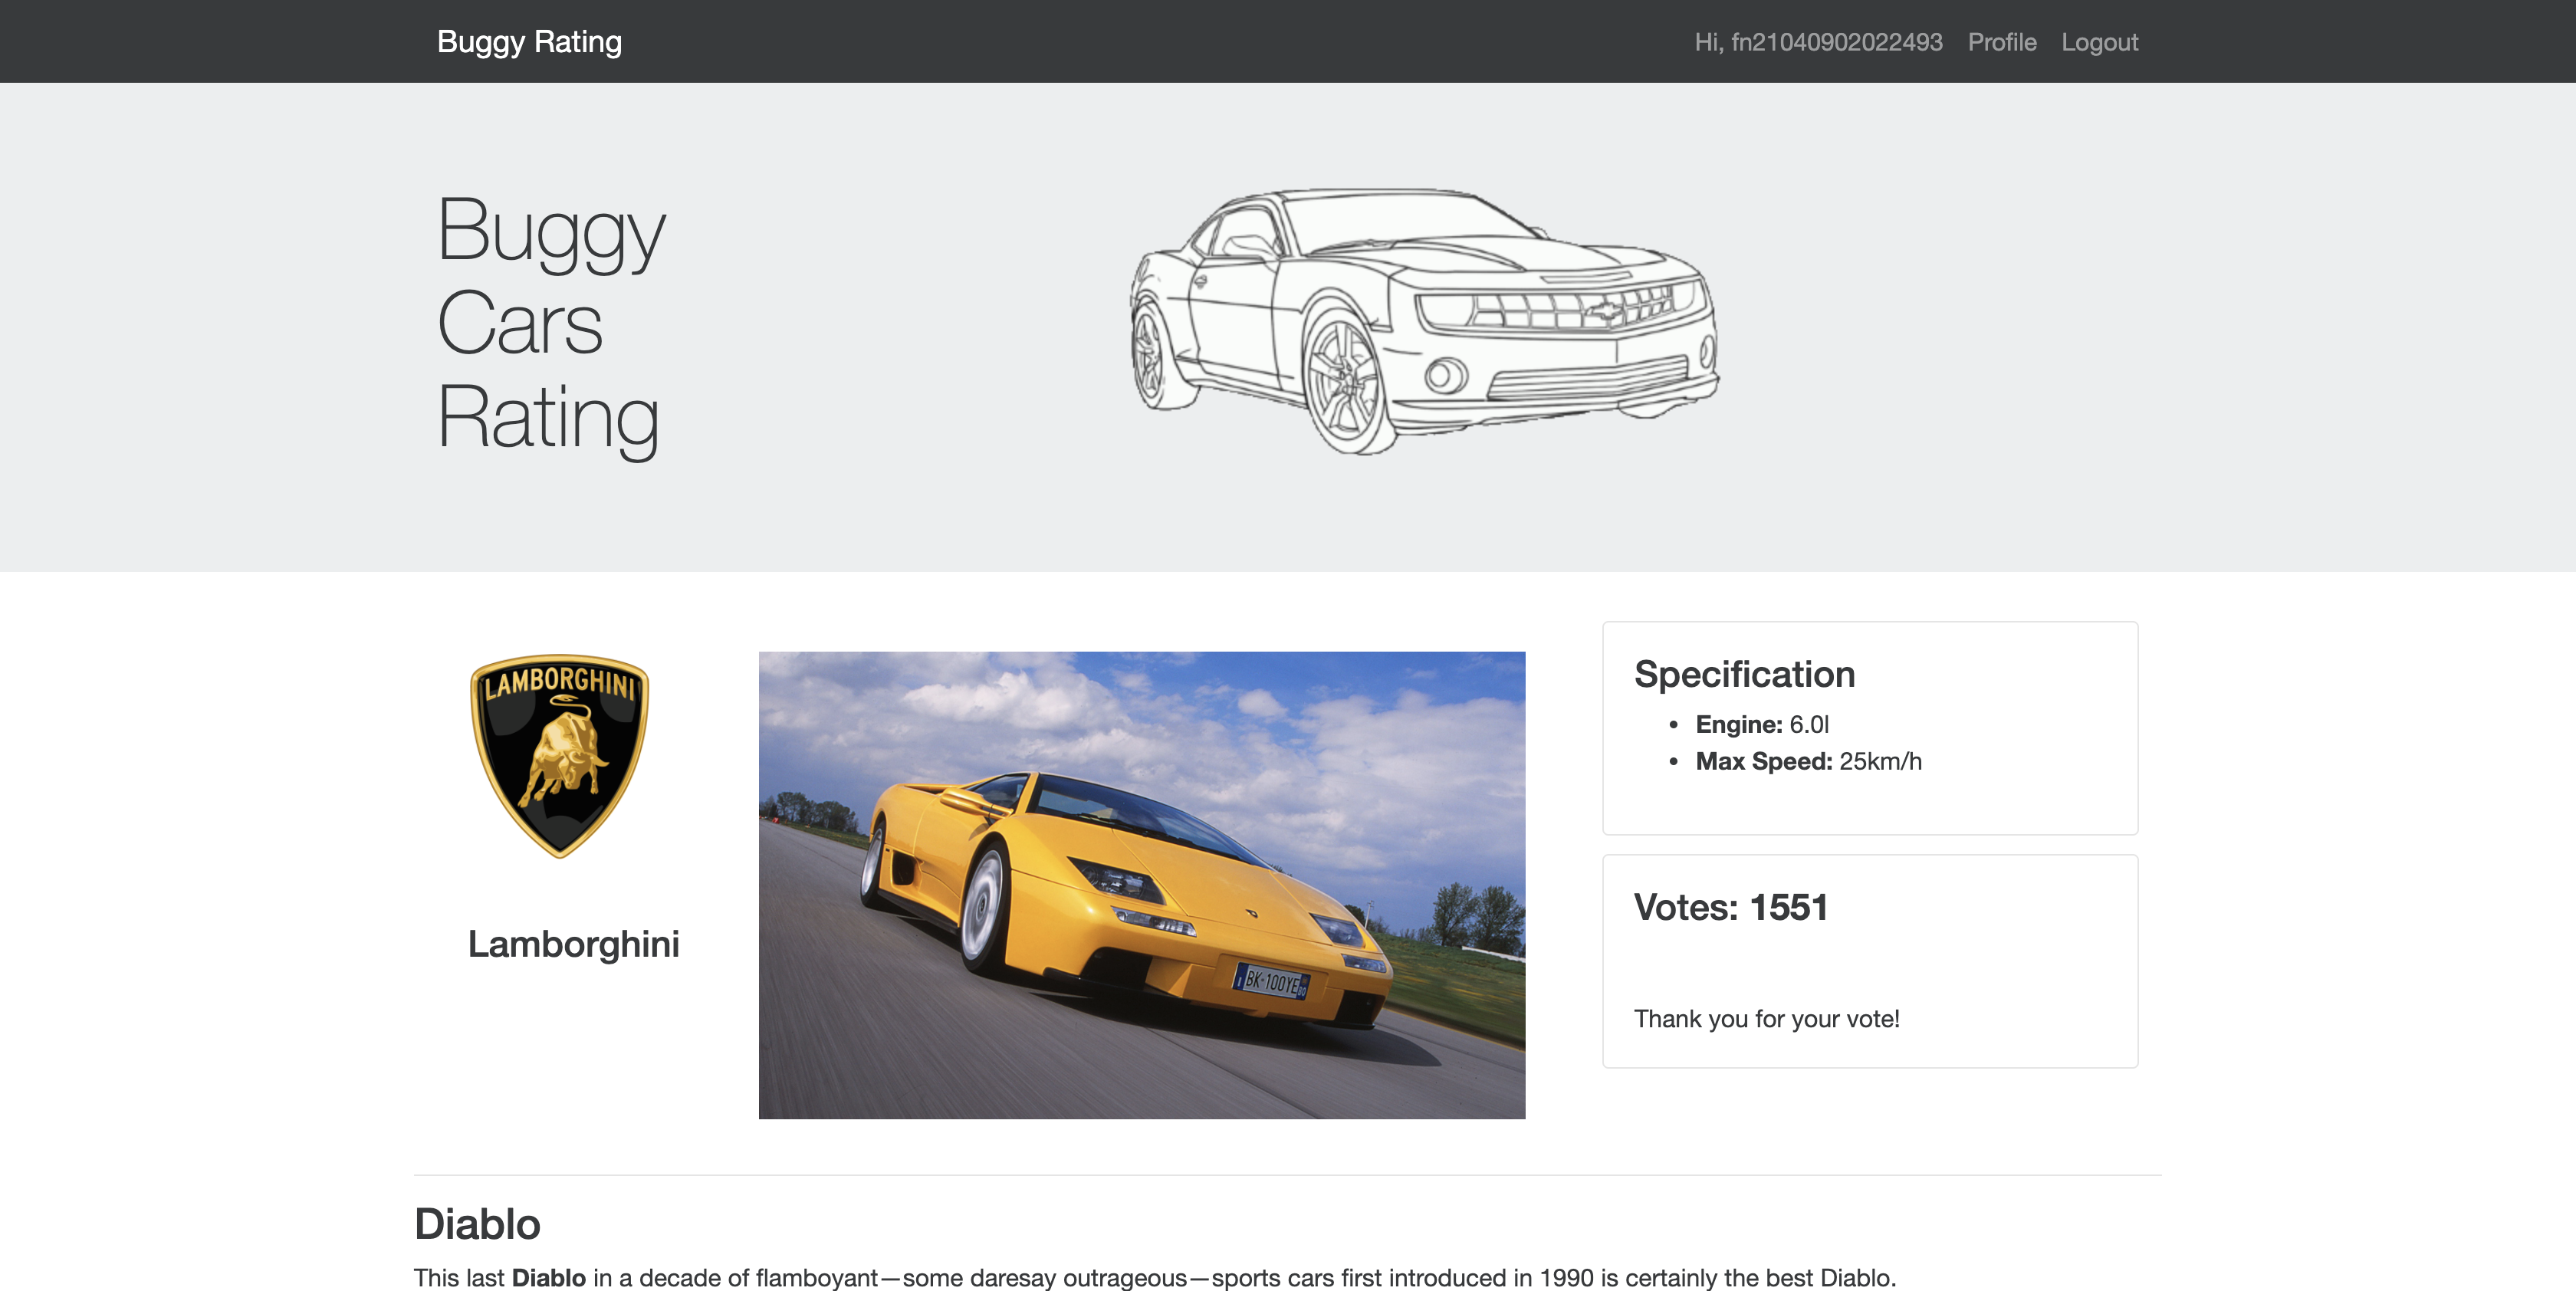 Buggy Rating
Hi, fn21040902022493 Profile Logout
Buggy
Cars
Rating
LAMBORGHINI
Lamborghini
BK·100YE
Specification
• Engine: 6.0l
• Max Speed: 25km/h
Votes: 1551
Thank you for your vote!
Diablo
This last Diablo in a decade of flamboyant—some daresay outrageous—sports cars first introduced in 1990 is certainly the best Diablo.